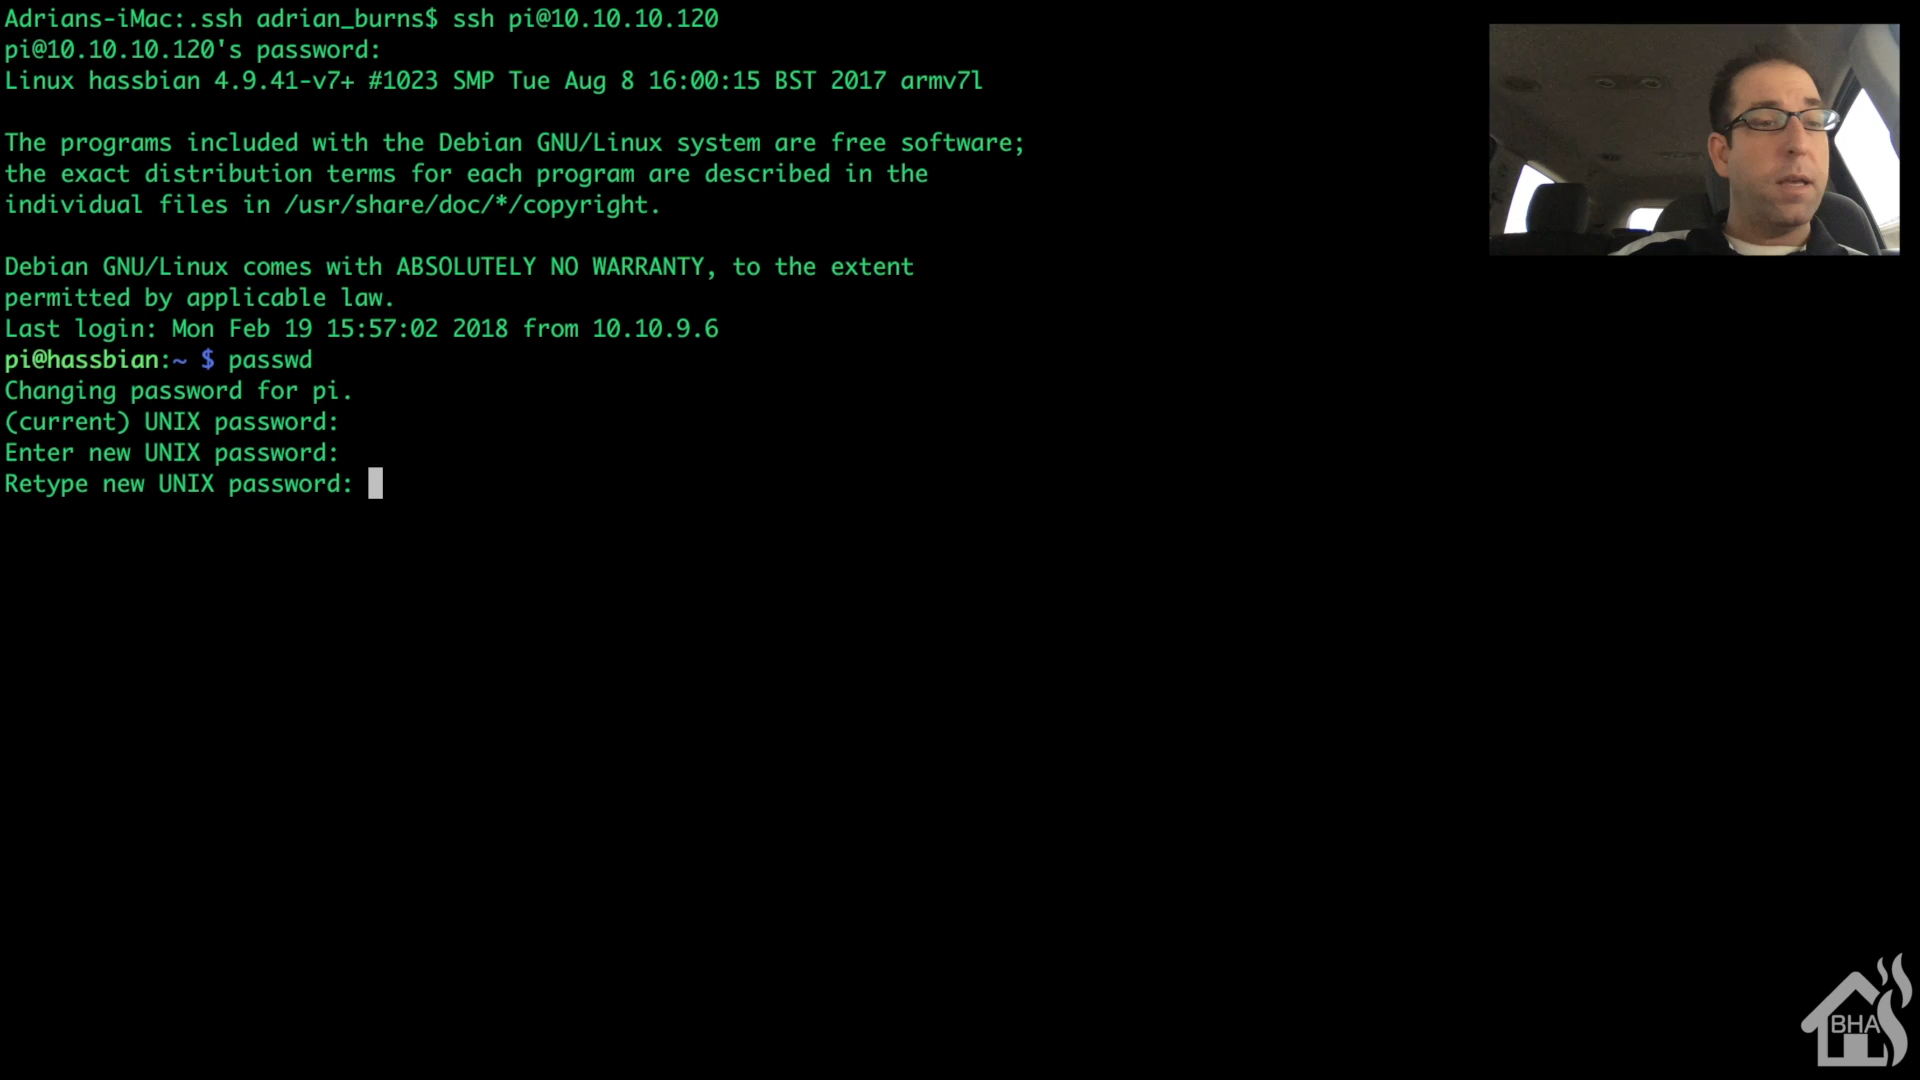 Adrians-iMac:.ssh adrian_burns$ ssh pi@10.10.10.120
pi@10.10.10.120's password:
Linux hassbian 4.9.41-v7+ #1023 SMP Tue Aug 8 16:00:15 BST 2017 armv7l
The programs included with the Debian GNU/Linux system are free software;
the exact distribution terms for each program are described in the
individual files in /usr/share/doc/*/copyright.
Debian GNU/Linux comes with ABSOLUTELY NO WARRANTY, to the extent
permitted by applicable law.
Last login: Mon Feb 19 15:57:02 2018 from 10.10.9.6
pi@hassbian:~ $ passwd
Changing password for pi.
(current) UNIX password:
Enter new UNIX password:
Retype new UNIX password:
BHA